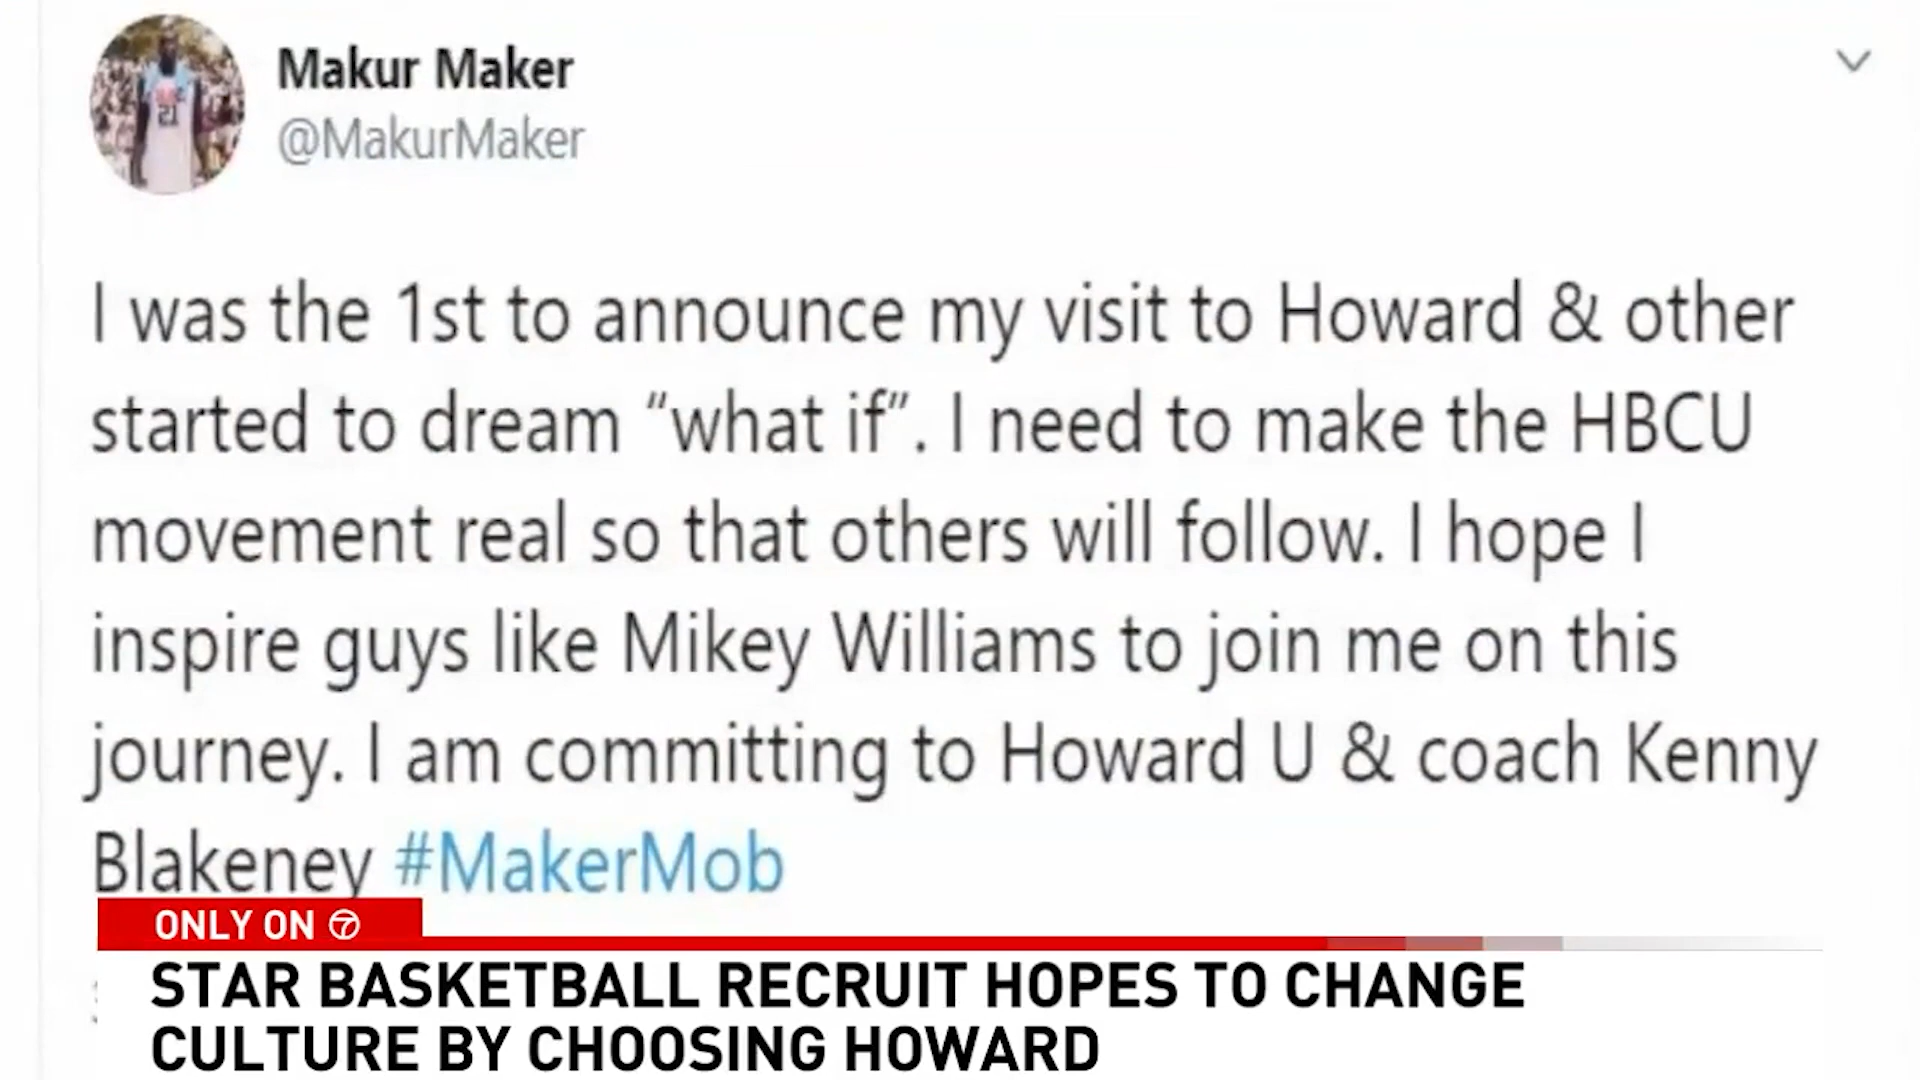 Makur Maker
@MakurMaker
I was the 1st to announce my visit to Howard & other
started to dream “what if”. I need to make the HBCU
movement real so that others will follow. I hope I
inspire guys like Mikey Williams to join me on this
journey. I am committing to Howard U & coach Kenny
Blakeney #MakerMob
ONLY ON 7
STAR BASKETBALL RECRUIT HOPES TO CHANGE
CULTURE BY CHOOSING HOWARD
21